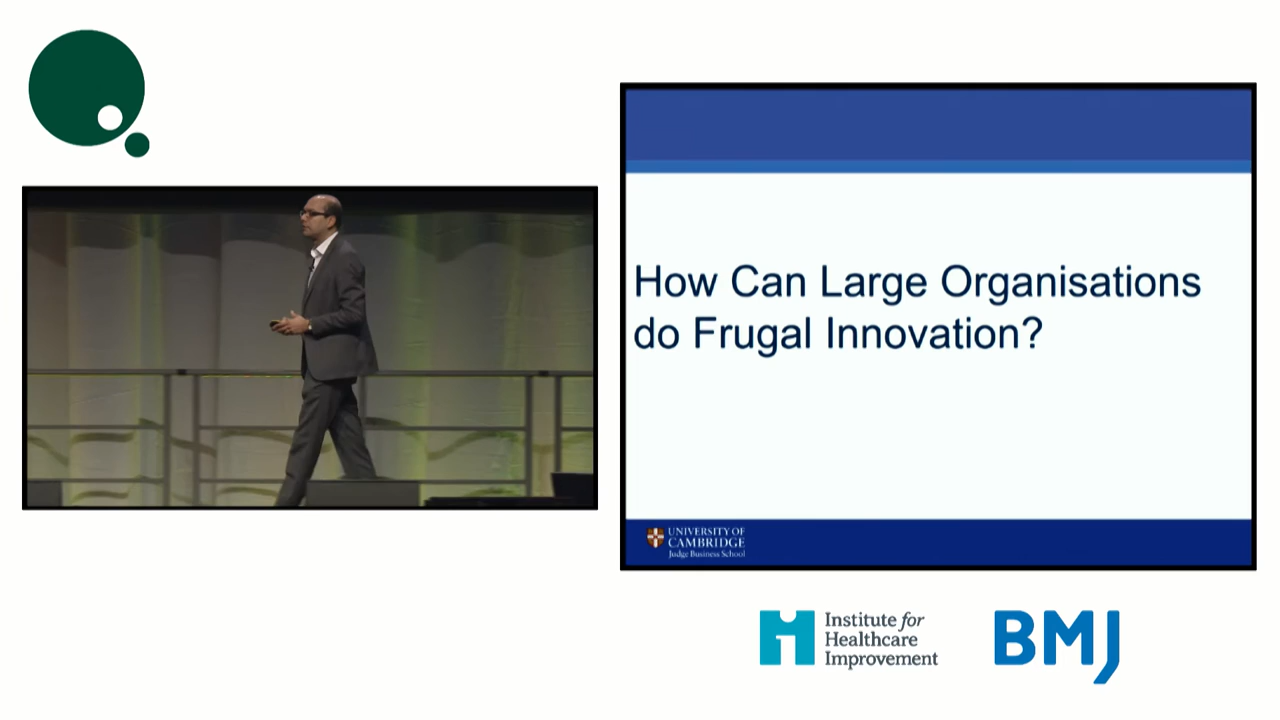 How Can Large Organisations
do Frugal Innovation?
UNIVERSITY OF
CAMBRIDGE
Judge Business School
Institute for
Healthcare
Improvement
BMJ